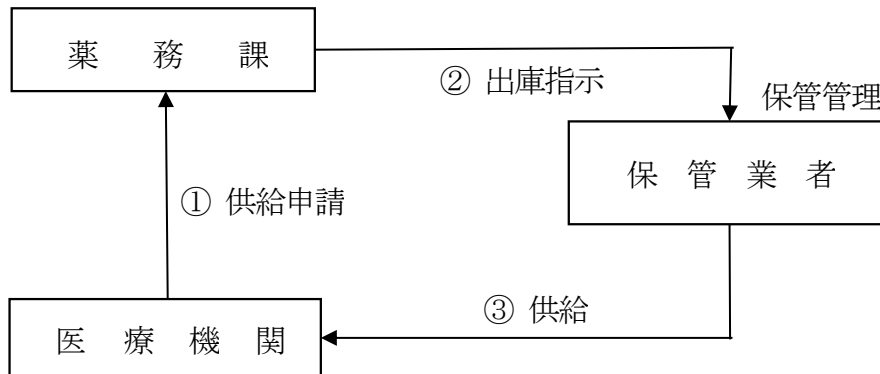 薬務課
② 出庫指示
保管管理
保管業者
① 供給申請
③ 供給
医療機関